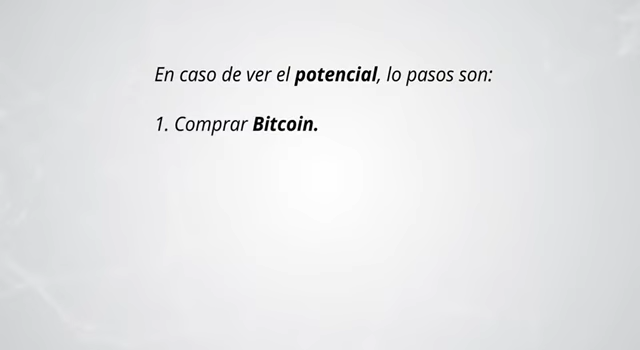 En caso de ver el potencial, lo pasos son:
1. Comprar Bitcoin.